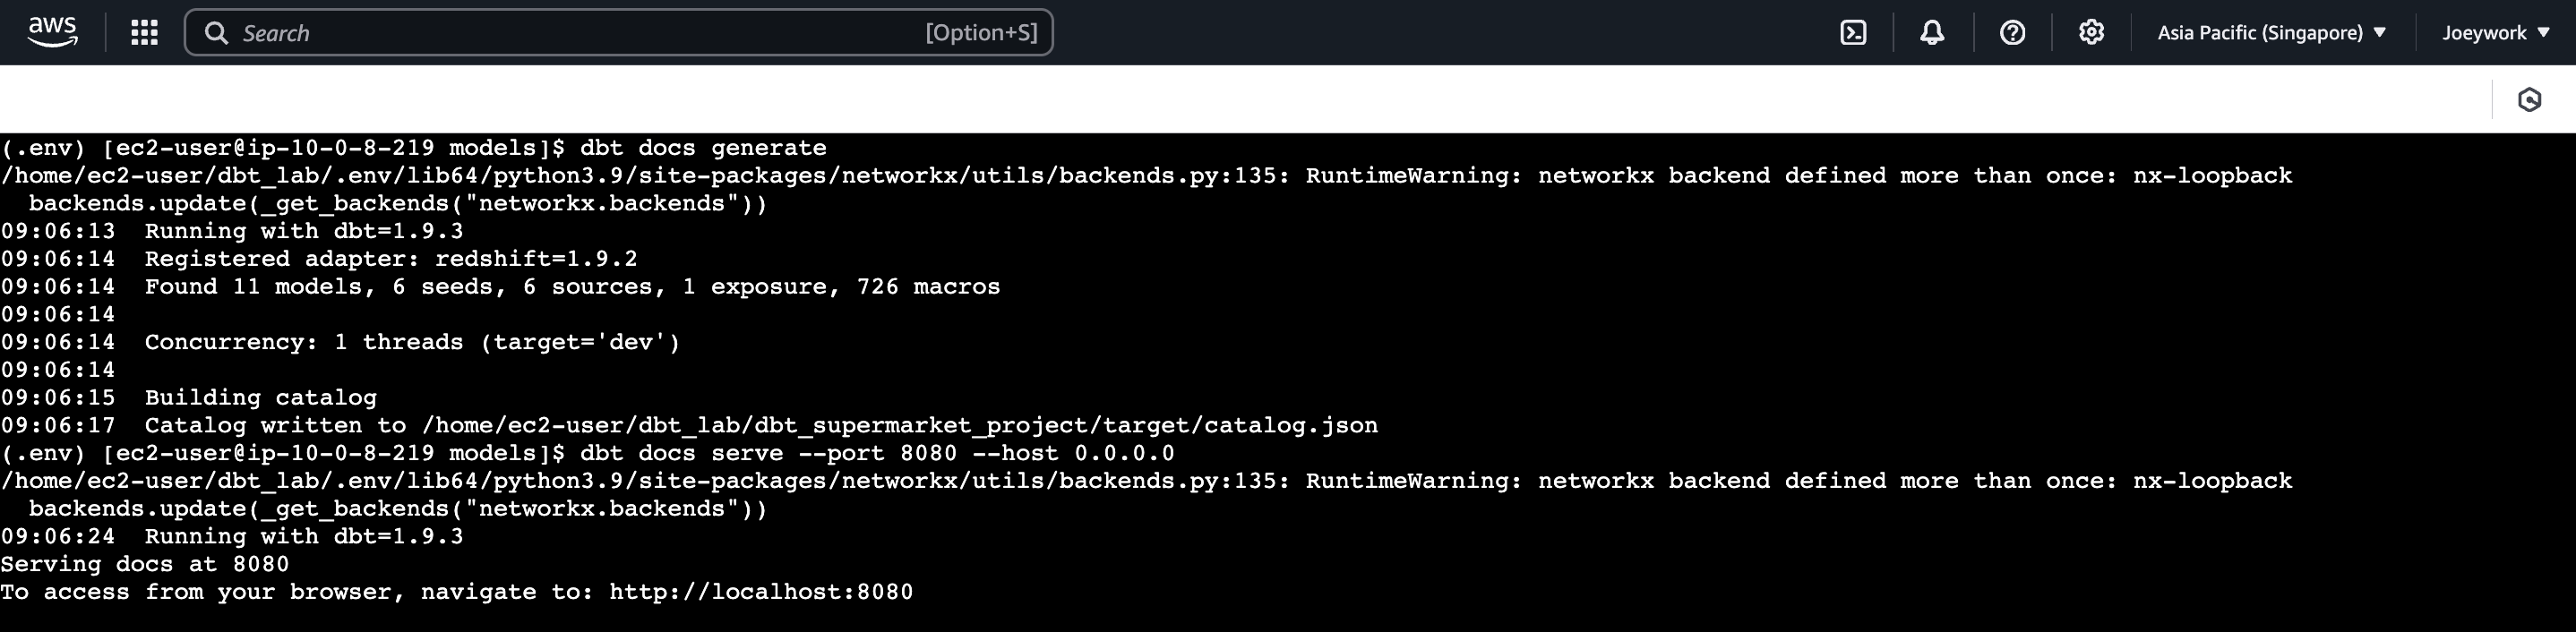 aws Search [Option+S] Asia Pacific (Singapore) Joeywork
(.env) [ec2-user@ip-10-0-8-219 models]$ dbt docs generate
/home/ec2-user/dbt_lab/.env/lib64/python3.9/site-packages/networkx/utils/backends.py:135: RuntimeWarning: networkx backend defined more than once: nx-loopback
  backends.update(_get_backends("networkx.backends"))
09:06:13  Running with dbt=1.9.3
09:06:14  Registered adapter: redshift=1.9.2
09:06:14  Found 11 models, 6 seeds, 6 sources, 1 exposure, 726 macros
09:06:14
09:06:14  Concurrency: 1 threads (target='dev')
09:06:14
09:06:15  Building catalog
09:06:17  Catalog written to /home/ec2-user/dbt_lab/dbt_supermarket_project/target/catalog.json
(.env) [ec2-user@ip-10-0-8-219 models]$ dbt docs serve --port 8080 --host 0.0.0.0
/home/ec2-user/dbt_lab/.env/lib64/python3.9/site-packages/networkx/utils/backends.py:135: RuntimeWarning: networkx backend defined more than once: nx-loopback
  backends.update(_get_backends("networkx.backends"))
09:06:24  Running with dbt=1.9.3
Serving docs at 8080
To access from your browser, navigate to: http://localhost:8080